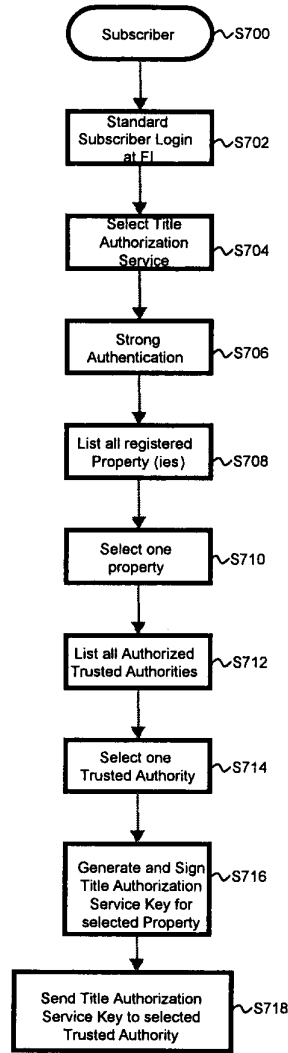 Subscriber
S700
Standard
Subscriber Login
at FI
S702
Select Title
Authorization
Service
S704
Strong
Authentication
S706
List all registered
Property (ies)
S708
Select one
property
S710
List all Authorized
Trusted Authorities
S712
Select one
Trusted Authority
S714
Generate and Sign
Title Authorization
Service Key for
selected Property
S716
Send Title Authorization
Service Key to selected
Trusted Authority
S718